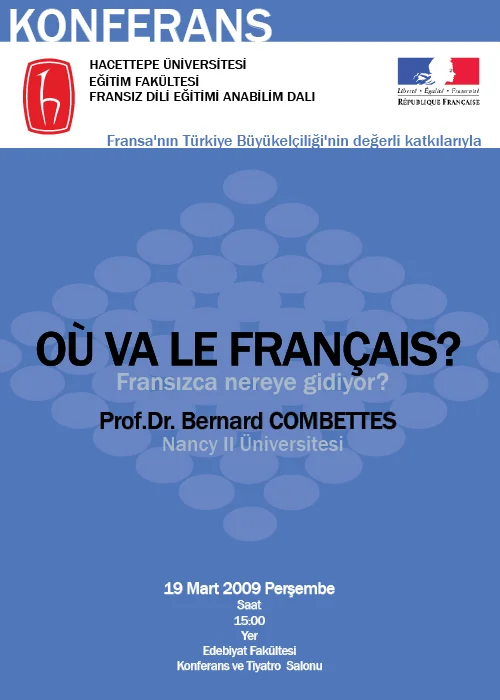 KONFERANS
HACETTEPE ÜNİVERSİTESİ
EĞİTİM FAKÜLTESİ
FRANSIZ DİLİ EĞİTİMİ ANABİLİM DALI
Liberté • Égalité • Fraternité
RÉPUBLIQUE FRANÇAISE
Fransa'nın Türkiye Büyükelçiliği'nin değerli katkılarıyla
OÙ VA LE FRANÇAIS?
Fransızca nereye gidiyor?
Prof.Dr. Bernard COMBETTES
Nancy II Üniversitesi
19 Mart 2009 Perşembe
Saat
15:00
Yer
Edebiyat Fakültesi
Konferans ve Tiyatro Salonu